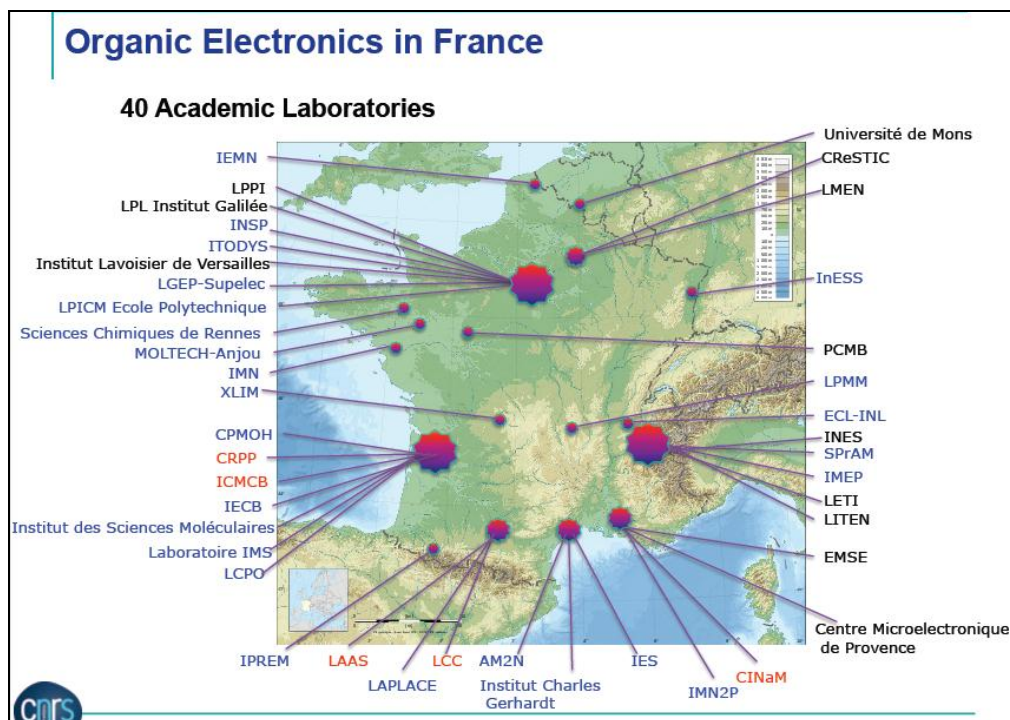 Organic Electronics in France
40 Academic Laboratories
IEMN
LPPI
LPL Institut Galilée
INSP
ITODYS
Institut Lavoisier de Versailles
LGEP-Supelec
LPICM Ecole Polytechnique
Sciences Chimiques de Rennes
MOLTECH-Anjou
IMN
XLIM
CPMOH
CRPP
ICMCB
IECB
Institut des Sciences Moléculaires
Laboratoire IMS
LCPO
Université de Mons
CReSTIC
LMEN
InESS
PCMB
LPMM
ECL-INL
INES
SPrAM
IMEP
LETI
LITEN
EMSE
Centre Microelectronique
de Provence
IPREM
LAAS
LAPLACE
LCC
AM2N
Institut Charles
Gerhardt
IES
IMN2P
CINaM
cnrs